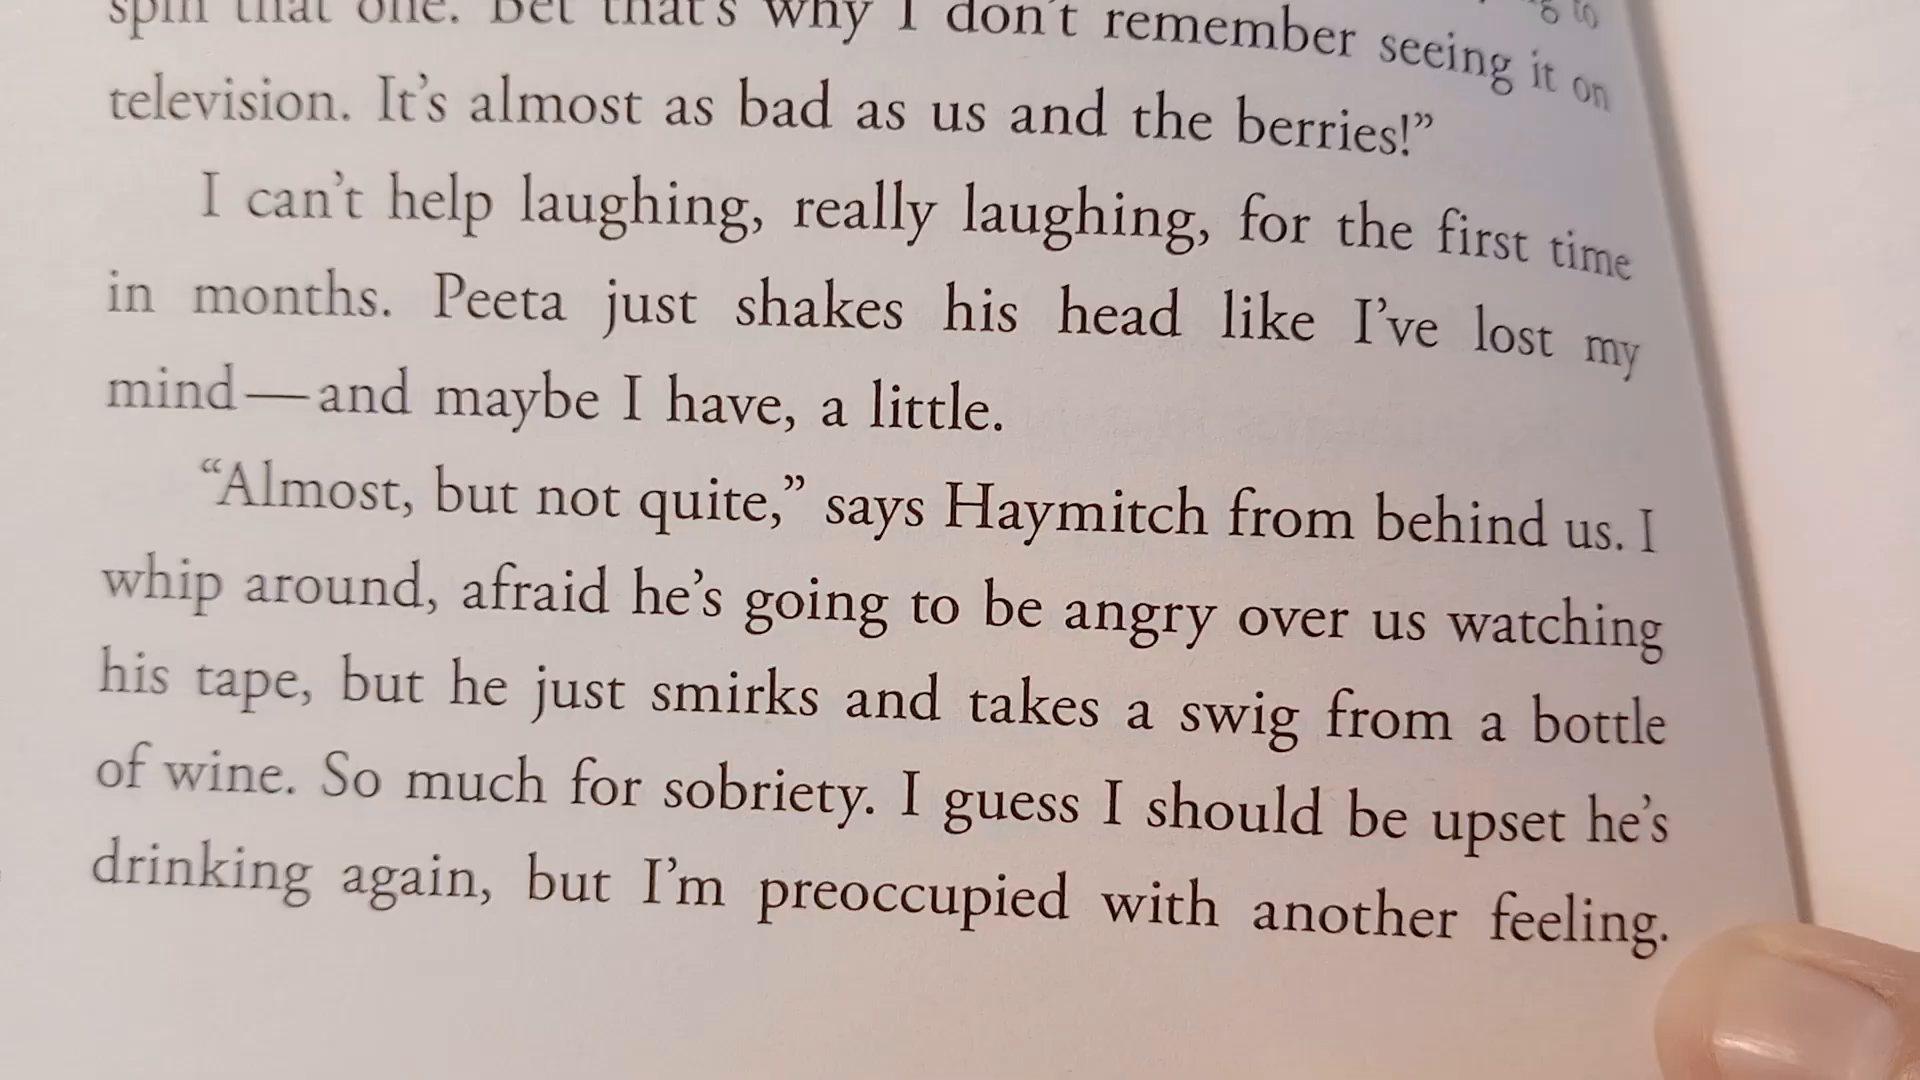 g to
spin that one. Bet that's why I don't remember seeing it on
television. It's almost as bad as us and the berries!”
I can't help laughing, really laughing, for the first time
in months. Peeta just shakes his head like I've lost my
mind—and maybe I have, a little.
“Almost, but not quite,” says Haymitch from behind us. I
whip around, afraid he's going to be angry over us watching
his tape, but he just smirks and takes a swig from a bottle
of wine. So much for sobriety. I guess I should be upset he's
drinking again, but I'm preoccupied with another feeling.